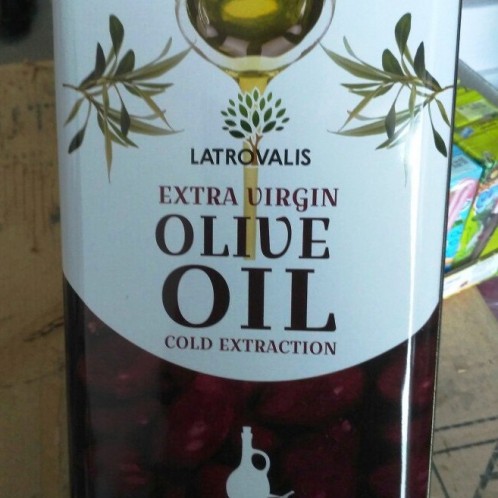 LATROVALIS
EXTRA VIRGIN
OLIVE
OIL
COLD EXTRACTION